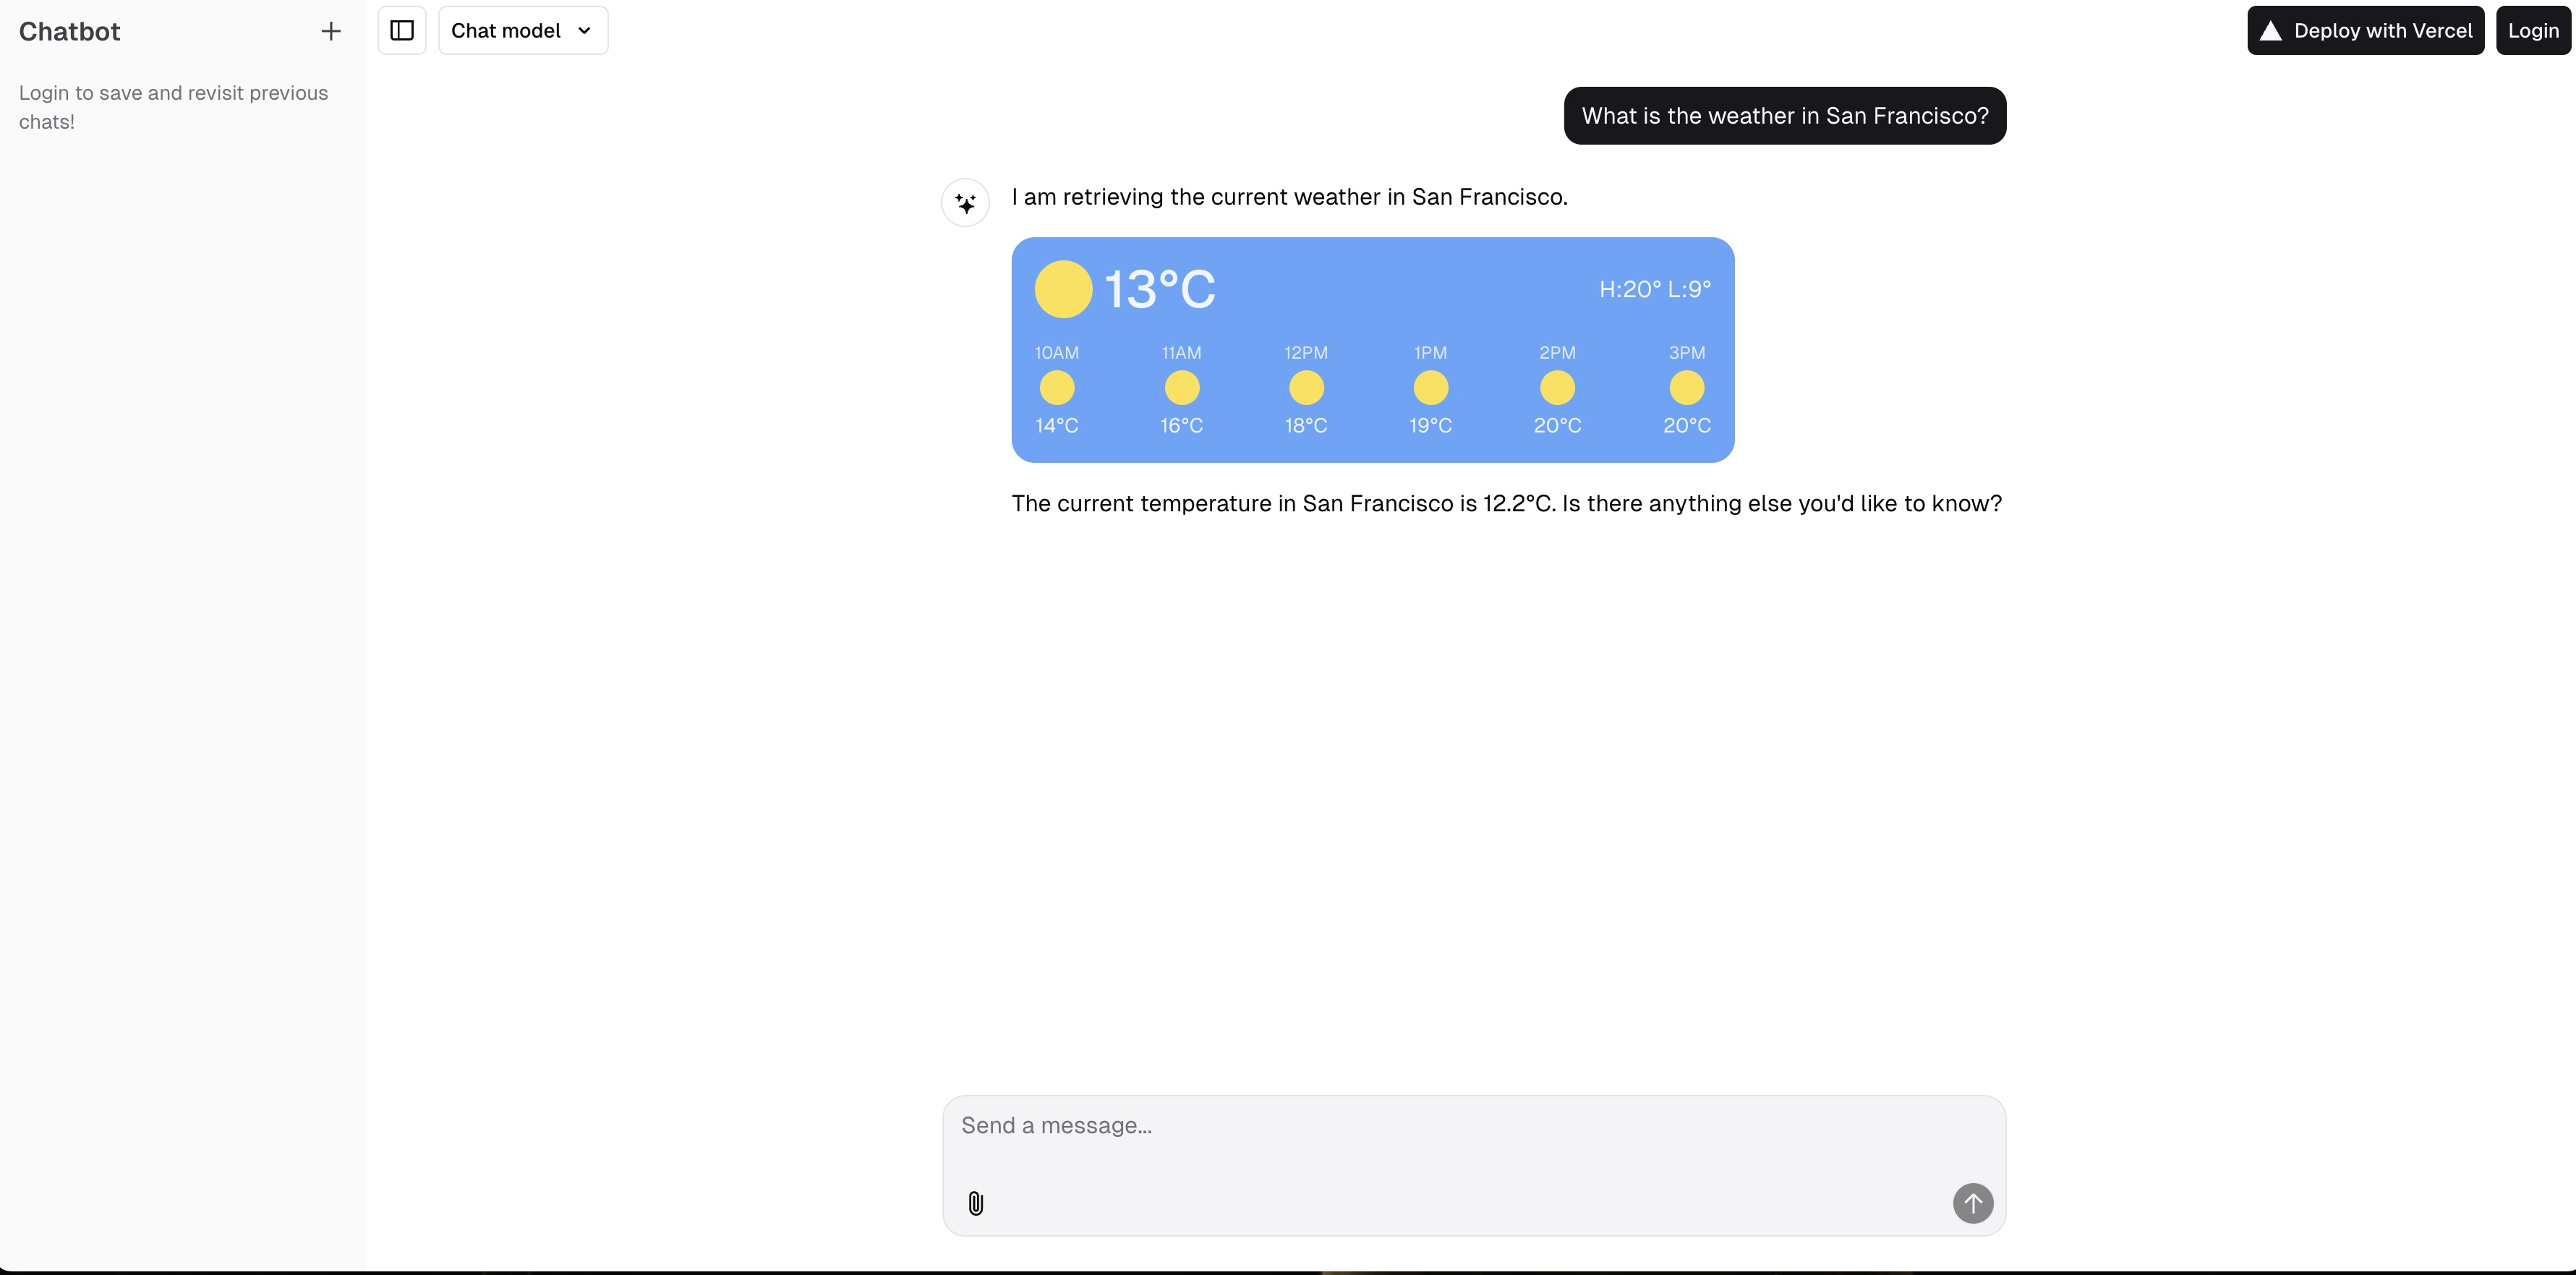 Chatbot
Chat model
Deploy with Vercel
Login
Login to save and revisit previous
chats!
What is the weather in San Francisco?
I am retrieving the current weather in San Francisco.
13°C
H:20° L:9°
10AM 11AM 12PM 1PM 2PM 3PM
14°C 16°C 18°C 19°C 20°C 20°C
The current temperature in San Francisco is 12.2°C. Is there anything else you'd like to know?
Send a message...